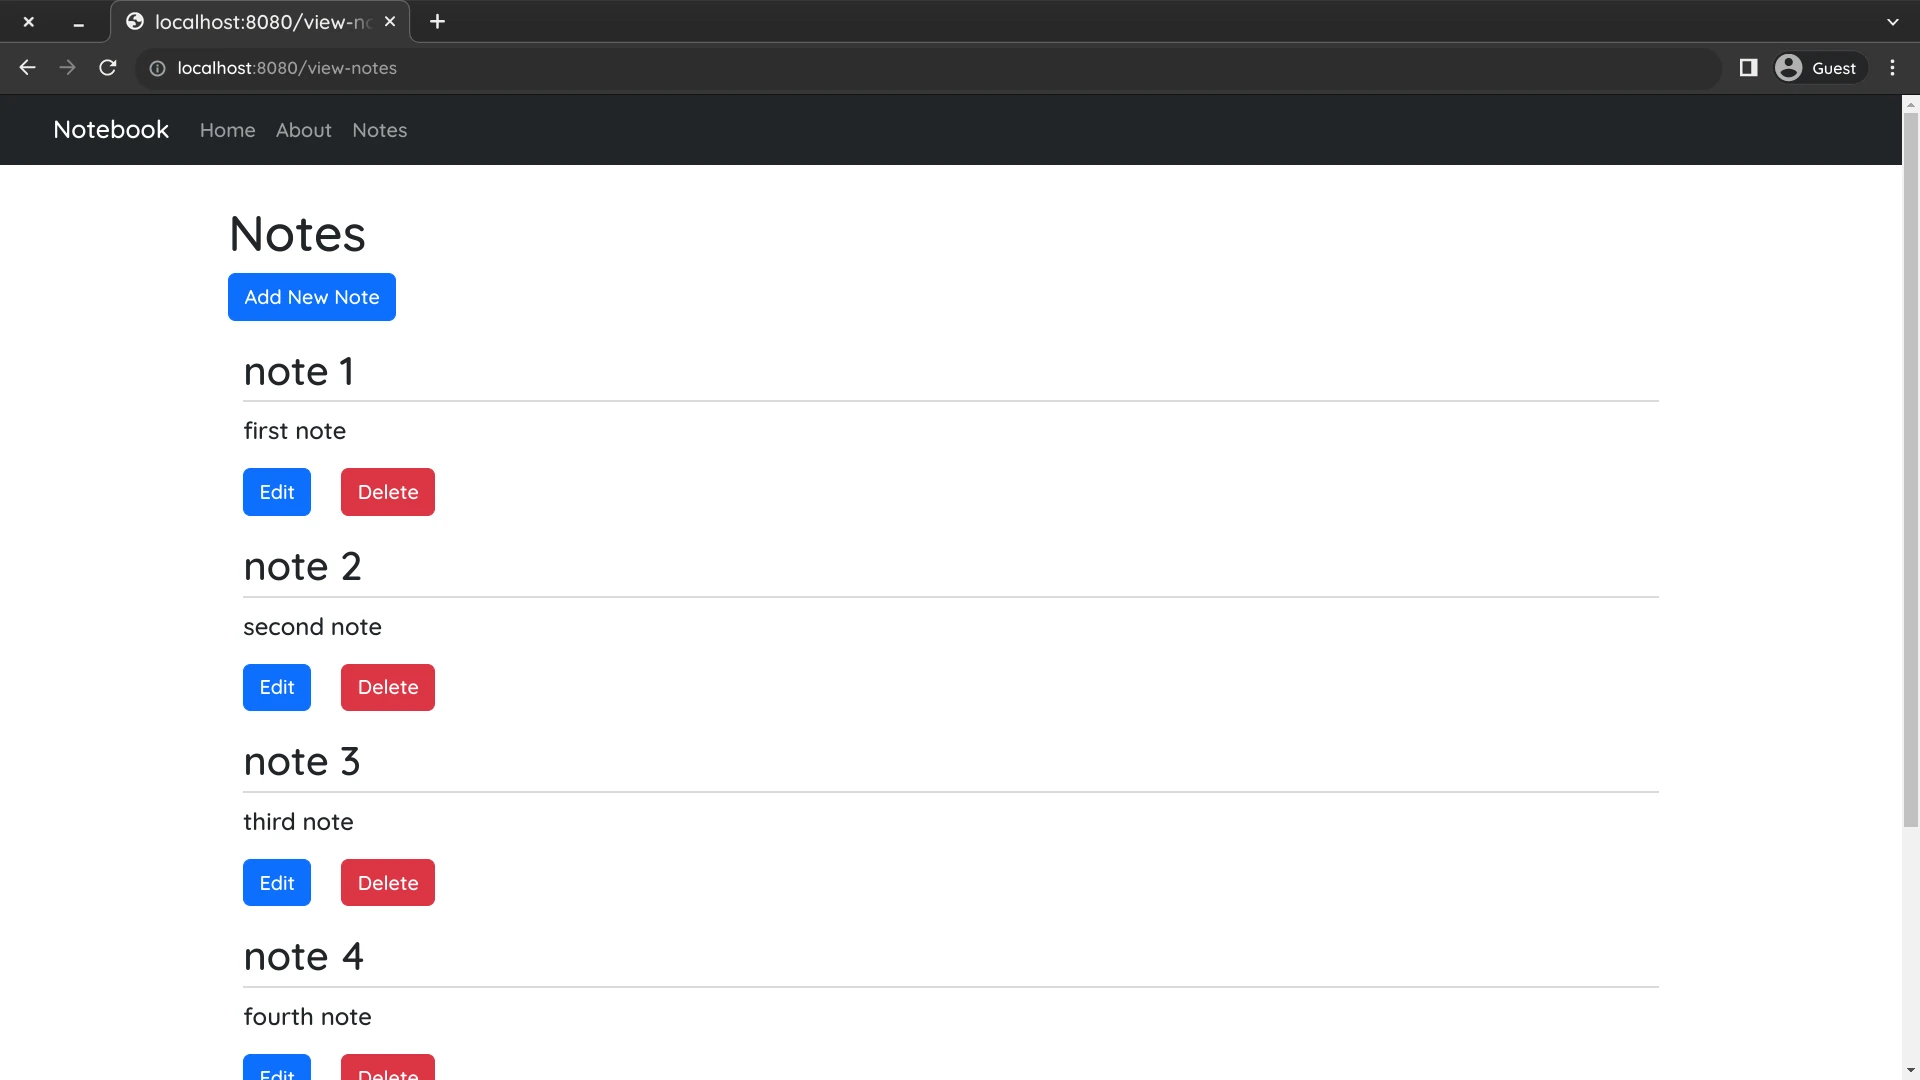 localhost:8080/view-no
localhost:8080/view-notes
Guest
Notebook Home About Notes
Notes
Add New Note
note 1
first note
Edit Delete
note 2
second note
Edit Delete
note 3
third note
Edit Delete
note 4
fourth note
Edit Delete